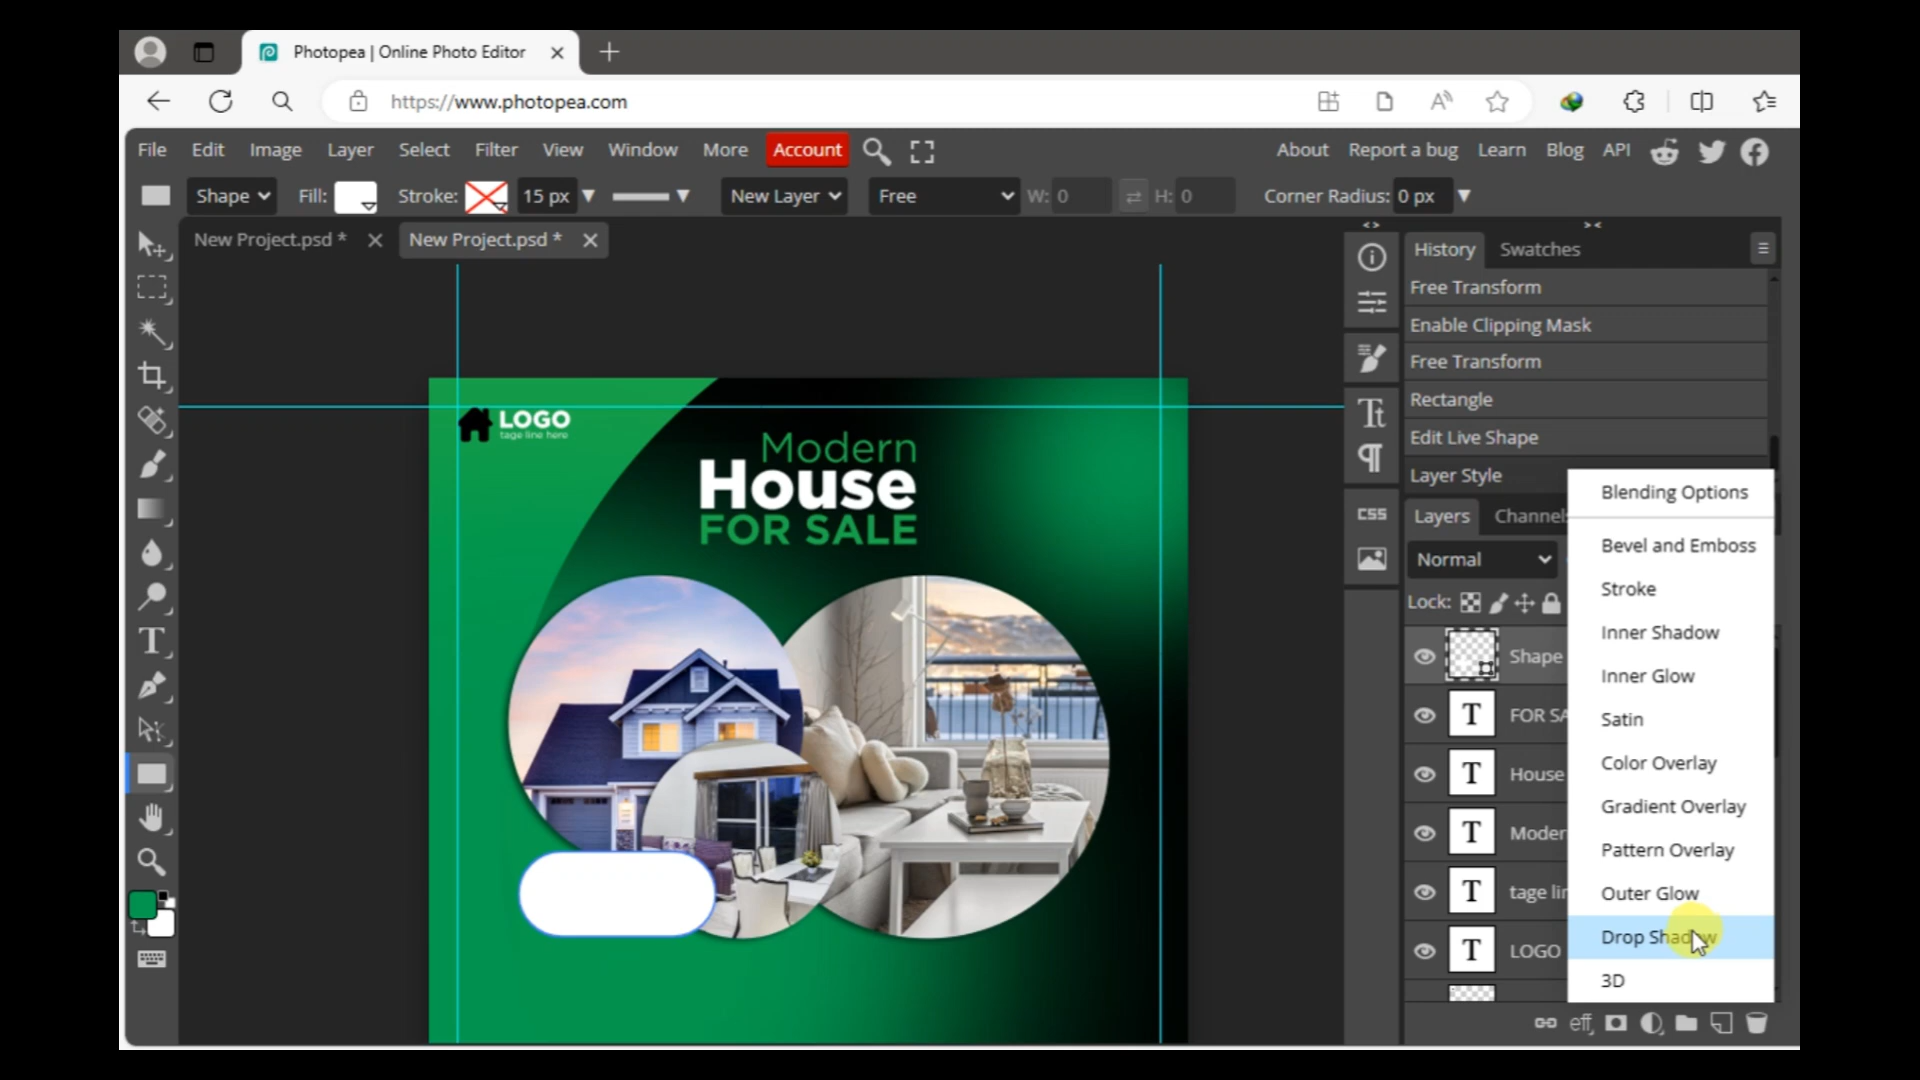 Photopea | Online Photo Editor
https://www.photopea.com
File Edit Image Layer Select Filter View Window More Account About Report a bug Learn Blog API
Shape Fill: Stroke: 15 px New Layer Free W: 0 H: 0 Corner Radius: 0 px
New Project.psd * New Project.psd *
History Swatches
Free Transform
Enable Clipping Mask
Free Transform
Rectangle
Edit Live Shape
Layer Style
Layers Channel
Normal
Lock:
Shape
FOR SA
House
Moder
tage lin
LOGO
Blending Options
Bevel and Emboss
Stroke
Inner Shadow
Inner Glow
Satin
Color Overlay
Gradient Overlay
Pattern Overlay
Outer Glow
Drop Shadow
3D
CSS
eff
LOGO
tage line here
Modern
House
FOR SALE